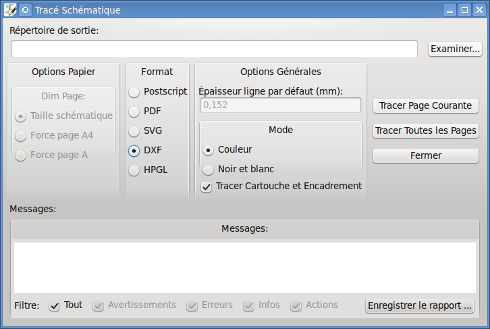 Tracé Schématique
Répertoire de sortie:
Examiner...
Options Papier
Dim Page:
Taille schématique
Force page A4
Force page A
Format
Postscript
PDF
SVG
DXF
HPGL
Options Générales
Épaisseur ligne par défaut (mm):
0,152
Mode
Couleur
Noir et blanc
Tracer Cartouche et Encadrement
Tracer Page Courante
Tracer Toutes les Pages
Fermer
Messages:
Messages:
Filtre: Tout Avertissements Erreurs Infos Actions Enregistrer le rapport ...